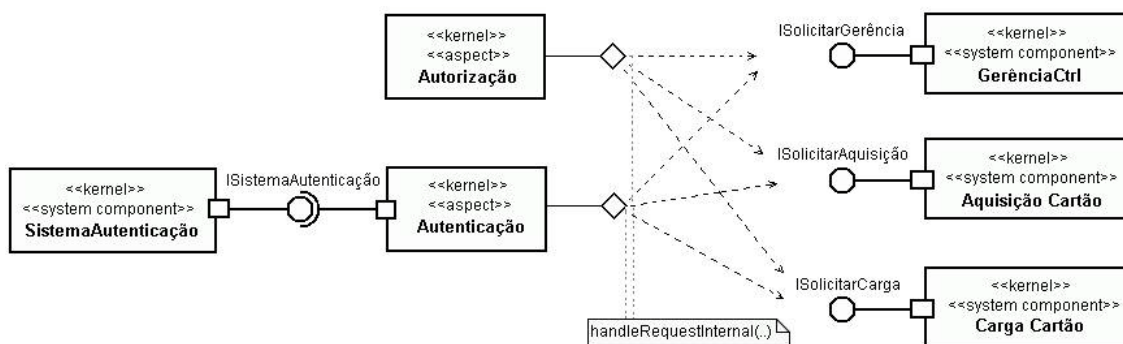 <<kernel>>
<<aspect>>
Autorização
ISolicitarGerência
<<kernel>>
<<system component>>
GerênciaCtrl
<<kernel>>
<<system component>>
SistemaAutenticação
ISistemaAutenticação
<<kernel>>
<<aspect>>
Autenticação
ISolicitarAquisição
<<kernel>>
<<system component>>
Aquisição Cartão
ISolicitarCarga
<<kernel>>
<<system component>>
Carga Cartão
handleRequestInternal(..)